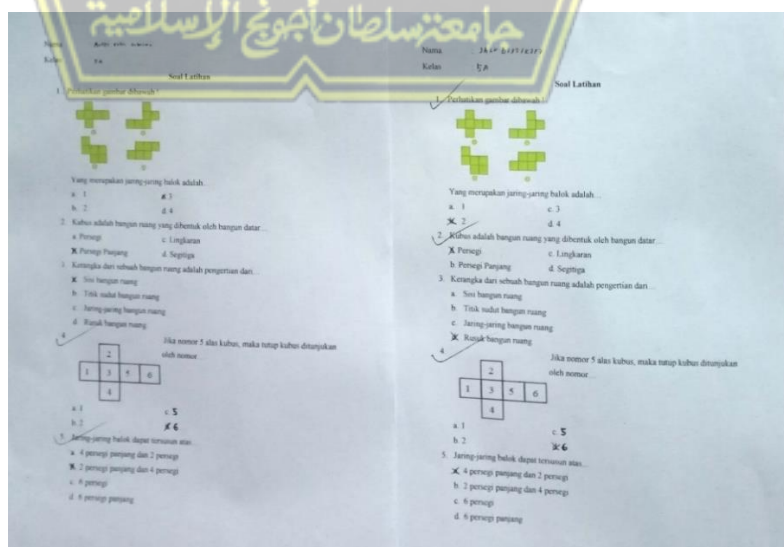 جامعتسلطان أجونج الإسلامية
Nama
Kelas
Soal Latihan
1. Perhatikan gambar dibawah !
Yang merupakan jaring-jaring balok adalah...
a. 1
c. 3
b. 2
d. 4
2. Kubus adalah bangun ruang yang dibentuk oleh bangun datar...
a. Persegi
c. Lingkaran
b. Persegi Panjang
d. Segitiga
3. Kerangka dari sebuah bangun ruang adalah pengertian dari...
a. Sisi bangun ruang
b. Titik sudut bangun ruang
c. Jaring-jaring bangun ruang
d. Rusuk bangun ruang
4.
Jika nomor 5 alas kubus, maka tutup kubus ditunjukan
oleh nomor...
2
1 3 5 6
4
a. 1
c. 5
b. 2
d. 6
5. Jaring-jaring balok dapat tersusun atas...
a. 4 persegi panjang dan 2 persegi
b. 2 persegi panjang dan 4 persegi
c. 6 persegi
d. 6 persegi panjang
Nama :
Kelas 5A
Soal Latihan
1. Perhatikan gambar dibawah !
Yang merupakan jaring-jaring balok adalah...
a. 1
c. 3
2
d. 4
2. Kubus adalah bangun ruang yang dibentuk oleh bangun datar...
Persegi
c. Lingkaran
b. Persegi Panjang
d. Segitiga
3. Kerangka dari sebuah bangun ruang adalah pengertian dari...
a. Sisi bangun ruang
b. Titik sudut bangun ruang
c. Jaring-jaring bangun ruang
Rusuk bangun ruang
4.
Jika nomor 5 alas kubus, maka tutup kubus ditunjukan
oleh nomor...
2
1 3 5 6
4
a. 1
c. 5
b. 2
6
5. Jaring-jaring balok dapat tersusun atas...
4 persegi panjang dan 2 persegi
b. 2 persegi panjang dan 4 persegi
c. 6 persegi
d. 6 persegi panjang